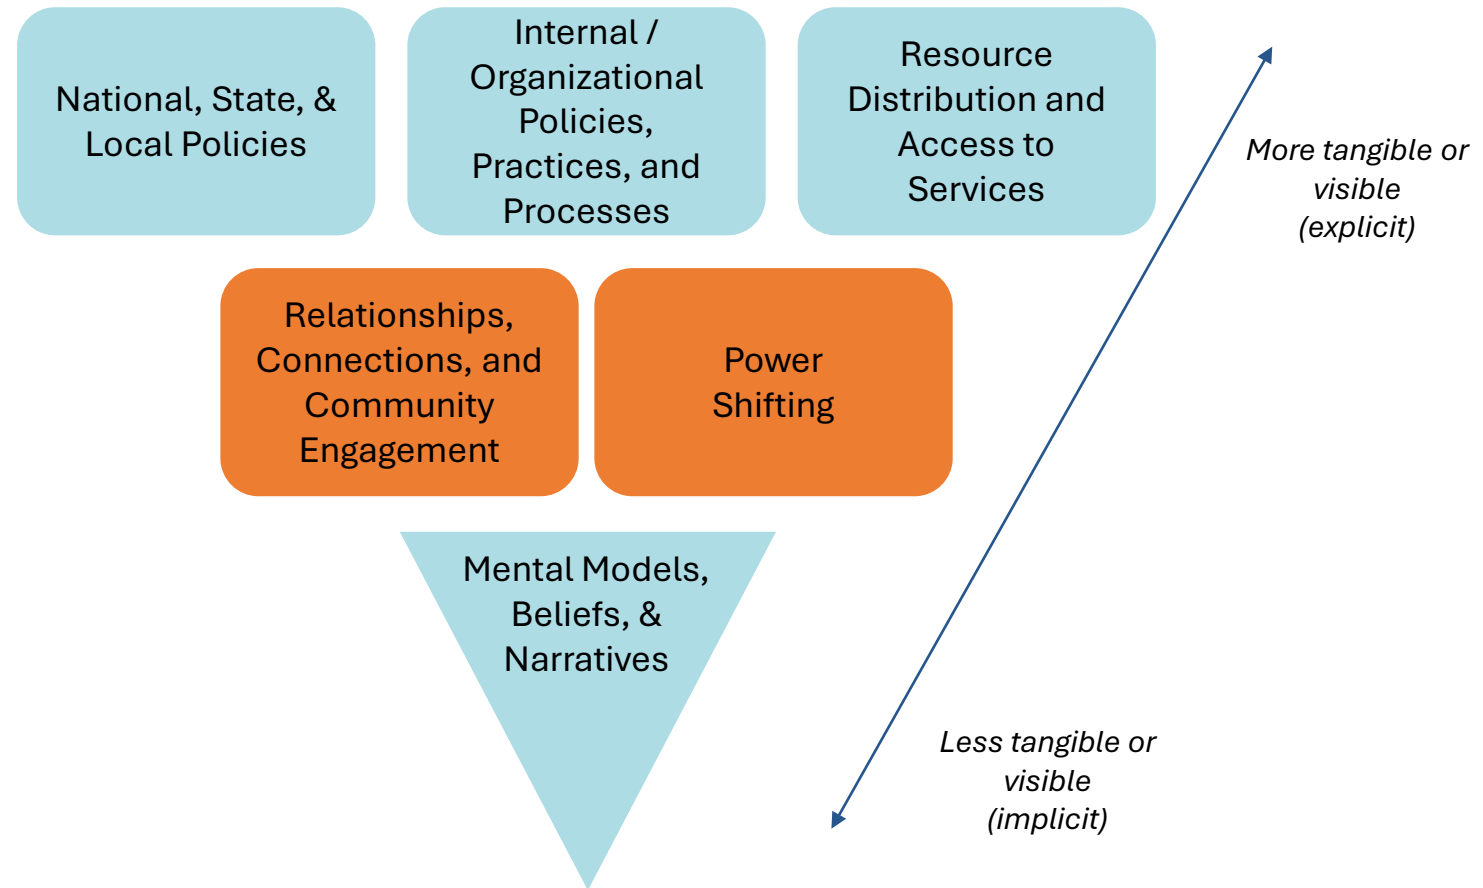 National, State, &
Local Policies
Internal /
Organizational
Policies,
Practices, and
Processes
Resource
Distribution and
Access to
Services
More tangible or
visible
(explicit)
Relationships,
Connections, and
Community
Engagement
Power
Shifting
Mental Models,
Beliefs, &
Narratives
Less tangible or
visible
(implicit)